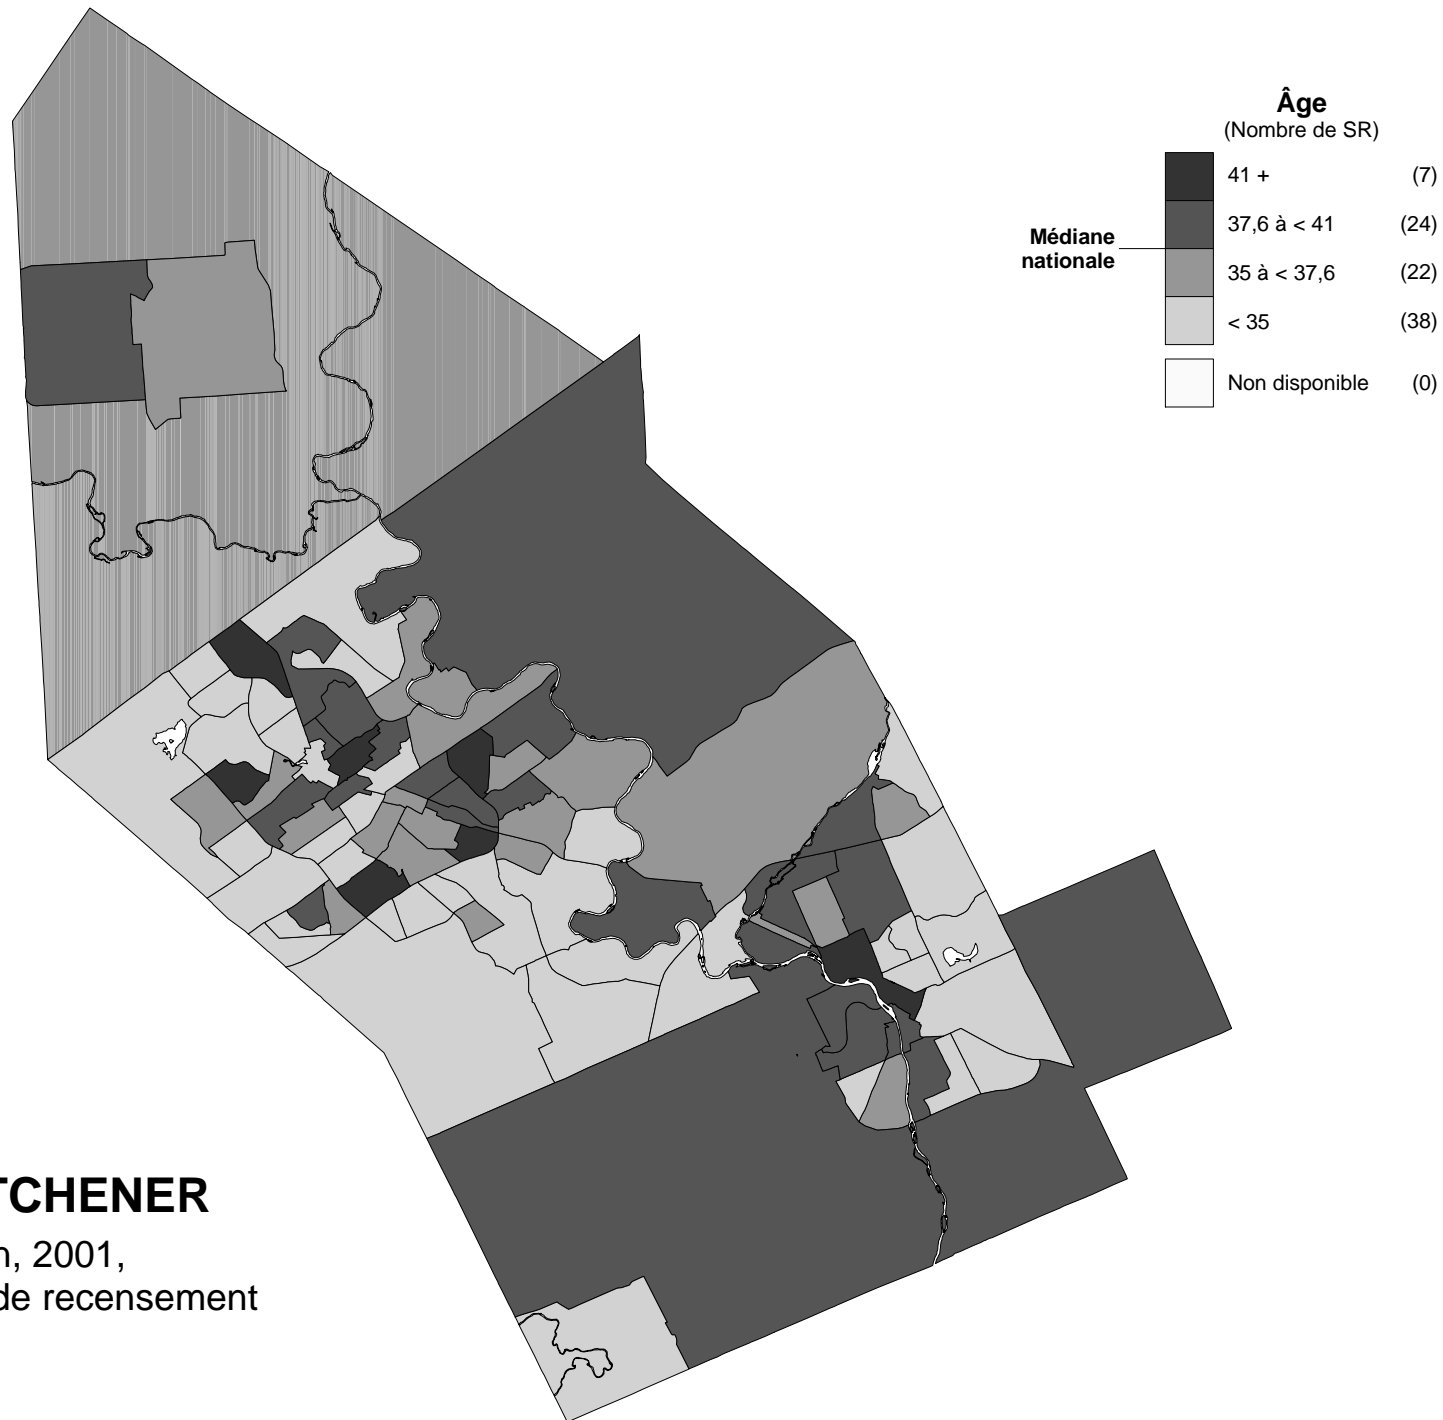 Âge
(Nombre de SR)
41 + (7)
37,6 à < 41 (24)
Médiane
nationale
35 à < 37,6 (22)
< 35 (38)
Non disponible (0)
TCHENER
n, 2001,
de recensement